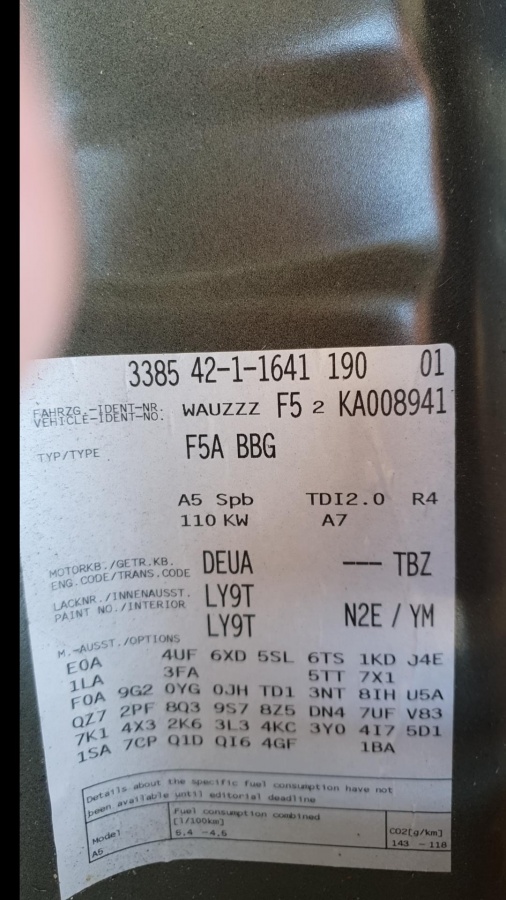 3385 42-1-1641 190 01
FAHRZG.-IDENT-NR.
VEHICLE-IDENT-NO. WAUZZZ F5 2 KA008941
TYP/TYPE F5A BBG
A5 Spb TDI2.0 R4
110 KW A7
MOTORKB./GETR.KB.
ENG.CODE/TRANS.CODE DEUA --- TBZ
LACKNR./INNENAUSST.
PAINT NO./INTERIOR LY9T N2E / YM
LY9T
M.-AUSST./OPTIONS
E0A 4UF 6XD 5SL 6TS 1KD J4E
1LA 3FA 5TT 7X1
F0A 9G2 0YG 0JH TD1 3NT 8IH U5A
QZ7 2PF 8Q3 9S7 8Z5 DN4 7UF V83
7K1 4X3 2K6 3L3 4KC 3Y0 4I7 5D1
1SA 7CP Q1D QI6 4GF 1BA
Details about the specific fuel consumption have not
been available until editorial deadline
Fuel consumption combined
Model [l/100km] CO2[g/km]
A5 5.4 -4.5 143 - 118